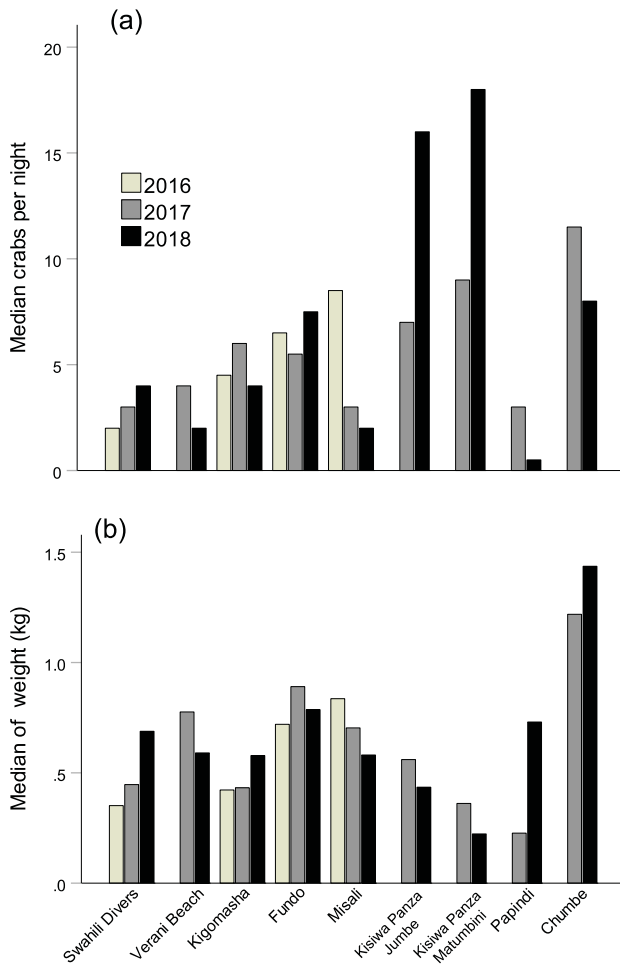 (a)
20
15
10
5
0
Median crabs per night
2016
2017
2018
(b)
1.5
1.0
.5
.0
Median of weight (kg)
Swahili Divers
Verani Beach
Kigomasha
Fundo
Misali
Kisiwa Panza
Jumbe
Kisiwa Panza
Matumbini
Papindi
Chumbe